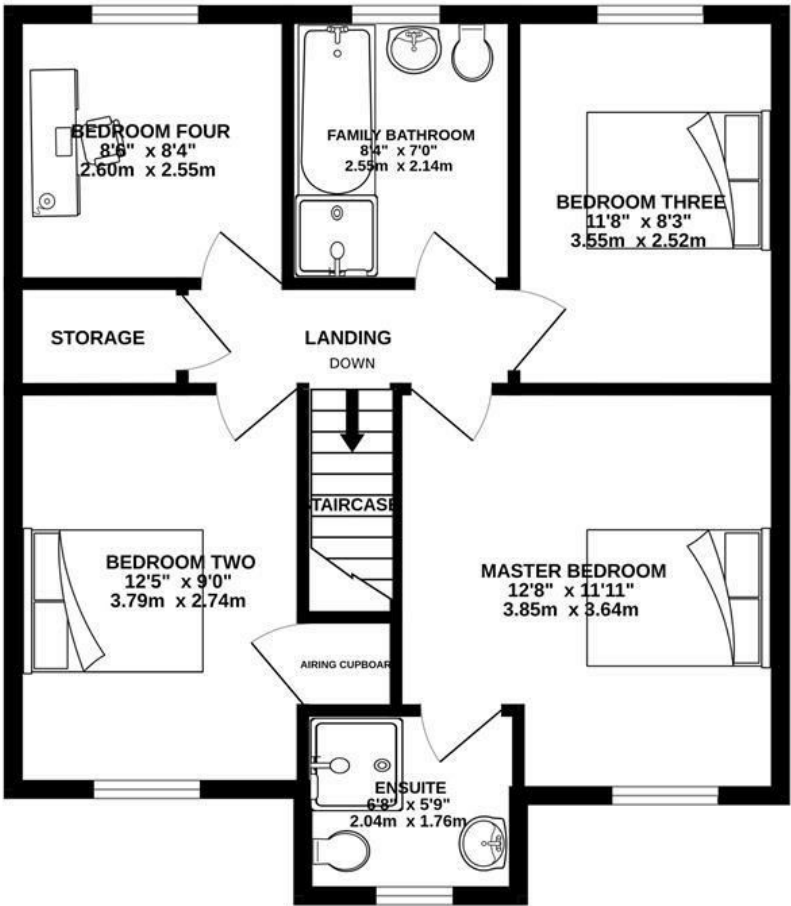 BEDROOM FOUR
8'6" x 8'4"
2.60m x 2.55m
FAMILY BATHROOM
8'4" x 7'0"
2.55m x 2.14m
BEDROOM THREE
11'8" x 8'3"
3.55m x 2.52m
STORAGE
LANDING
DOWN
TAIRCASE
BEDROOM TWO
12'5" x 9'0"
3.79m x 2.74m
MASTER BEDROOM
12'8" x 11'11"
3.85m x 3.64m
AIRING CUPBOAR
ENSUITE
6'8" x 5'9"
2.04m x 1.76m